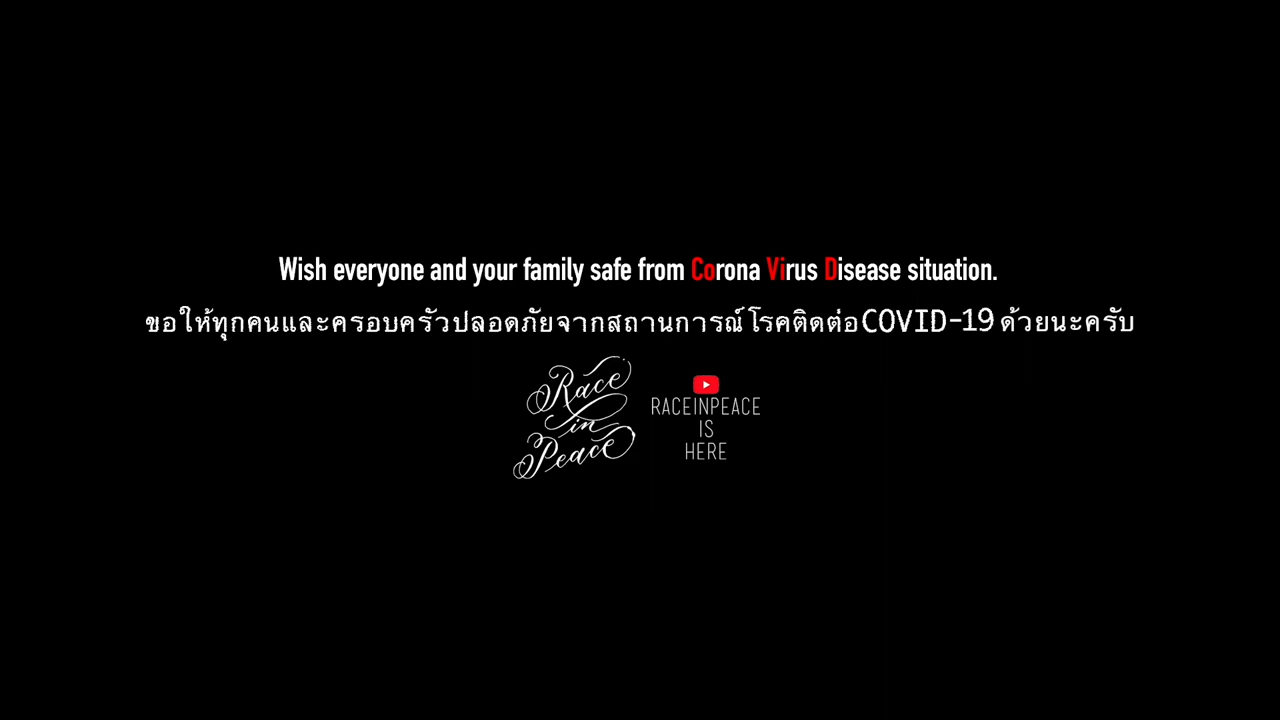 Wish everyone and your family safe from Corona Virus Disease situation.
ขอให้ทุกคนและครอบครัวปลอดภัยจากสถานการณ์โรคติดต่อCOVID-19ด้วยนะครับ
Race
in
Peace
RACEINPEACE
IS
HERE